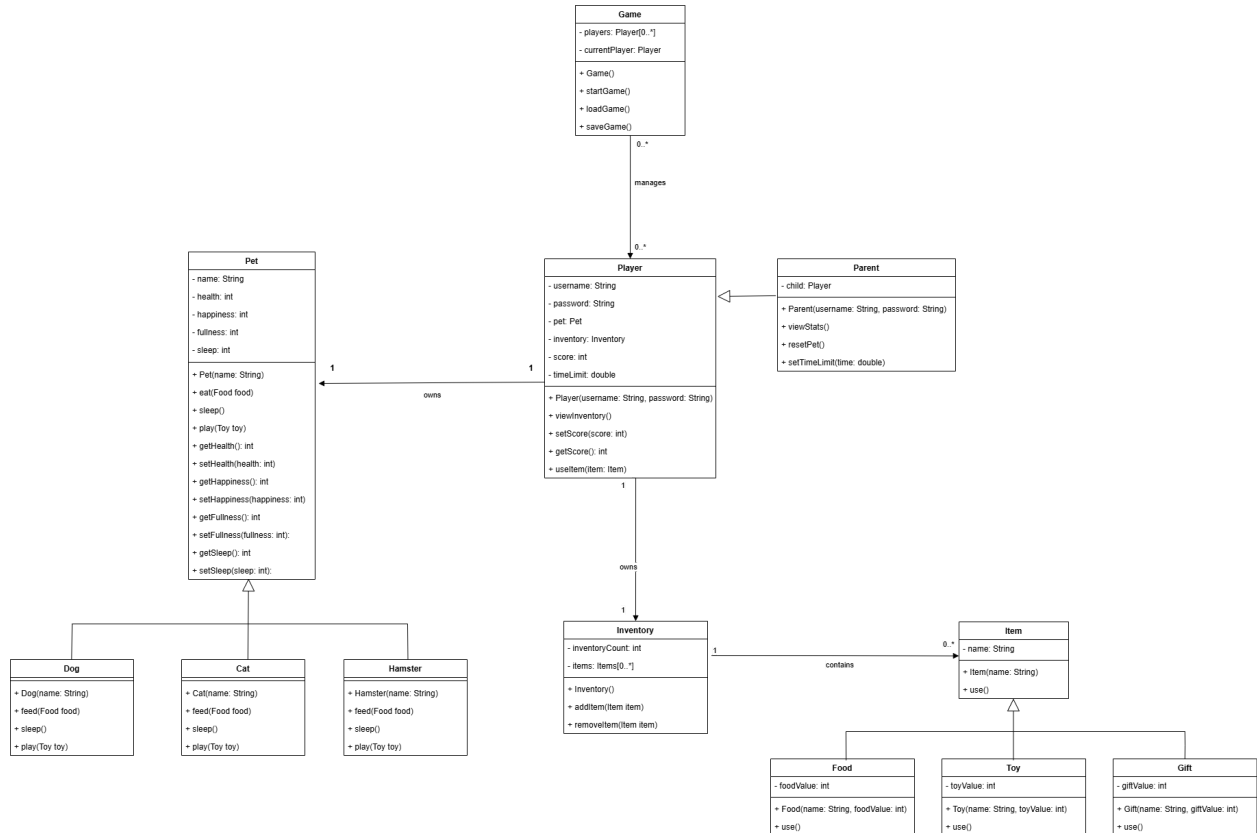 Game
- players: Player[0..*]
- currentPlayer: Player
+ Game()
+ startGame()
+ loadGame()
+ saveGame()
0..*
manages
0..*
Pet
- name: String
- health: int
- happiness: int
- fullness: int
- sleep: int
+ Pet(name: String)
+ eat(Food food)
+ sleep()
+ play(Toy toy)
+ getHealth(): int
+ setHealth(health: int)
+ getHappiness(): int
+ setHappiness(happiness: int)
+ getFullness(): int
+ setFullness(fullness: int):
+ getSleep(): int
+ setSleep(sleep: int):
1
1
owns
Player
- username: String
- password: String
- pet: Pet
- inventory: Inventory
- score: int
- timeLimit: double
+ Player(username: String, password: String)
+ viewInventory()
+ setScore(score: int)
+ getScore(): int
+ useItem(item: Item)
Parent
- child: Player
+ Parent(username: String, password: String)
+ viewStats()
+ resetPet()
+ setTimeLimit(time: double)
1
owns
1
Dog
+ Dog(name: String)
+ feed(Food food)
+ sleep()
+ play(Toy toy)
Cat
+ Cat(name: String)
+ feed(Food food)
+ sleep()
+ play(Toy toy)
Hamster
+ Hamster(name: String)
+ feed(Food food)
+ sleep()
+ play(Toy toy)
Inventory
- inventoryCount: int
- items: Items[0..*]
+ Inventory()
+ addItem(Item item)
+ removeItem(Item item)
1
contains
0..*
Item
- name: String
+ Item(name: String)
+ use()
Food
- foodValue: int
+ Food(name: String, foodValue: int)
+ use()
Toy
- toyValue: int
+ Toy(name: String, toyValue: int)
+ use()
Gift
- giftValue: int
+ Gift(name: String, giftValue: int)
+ use()